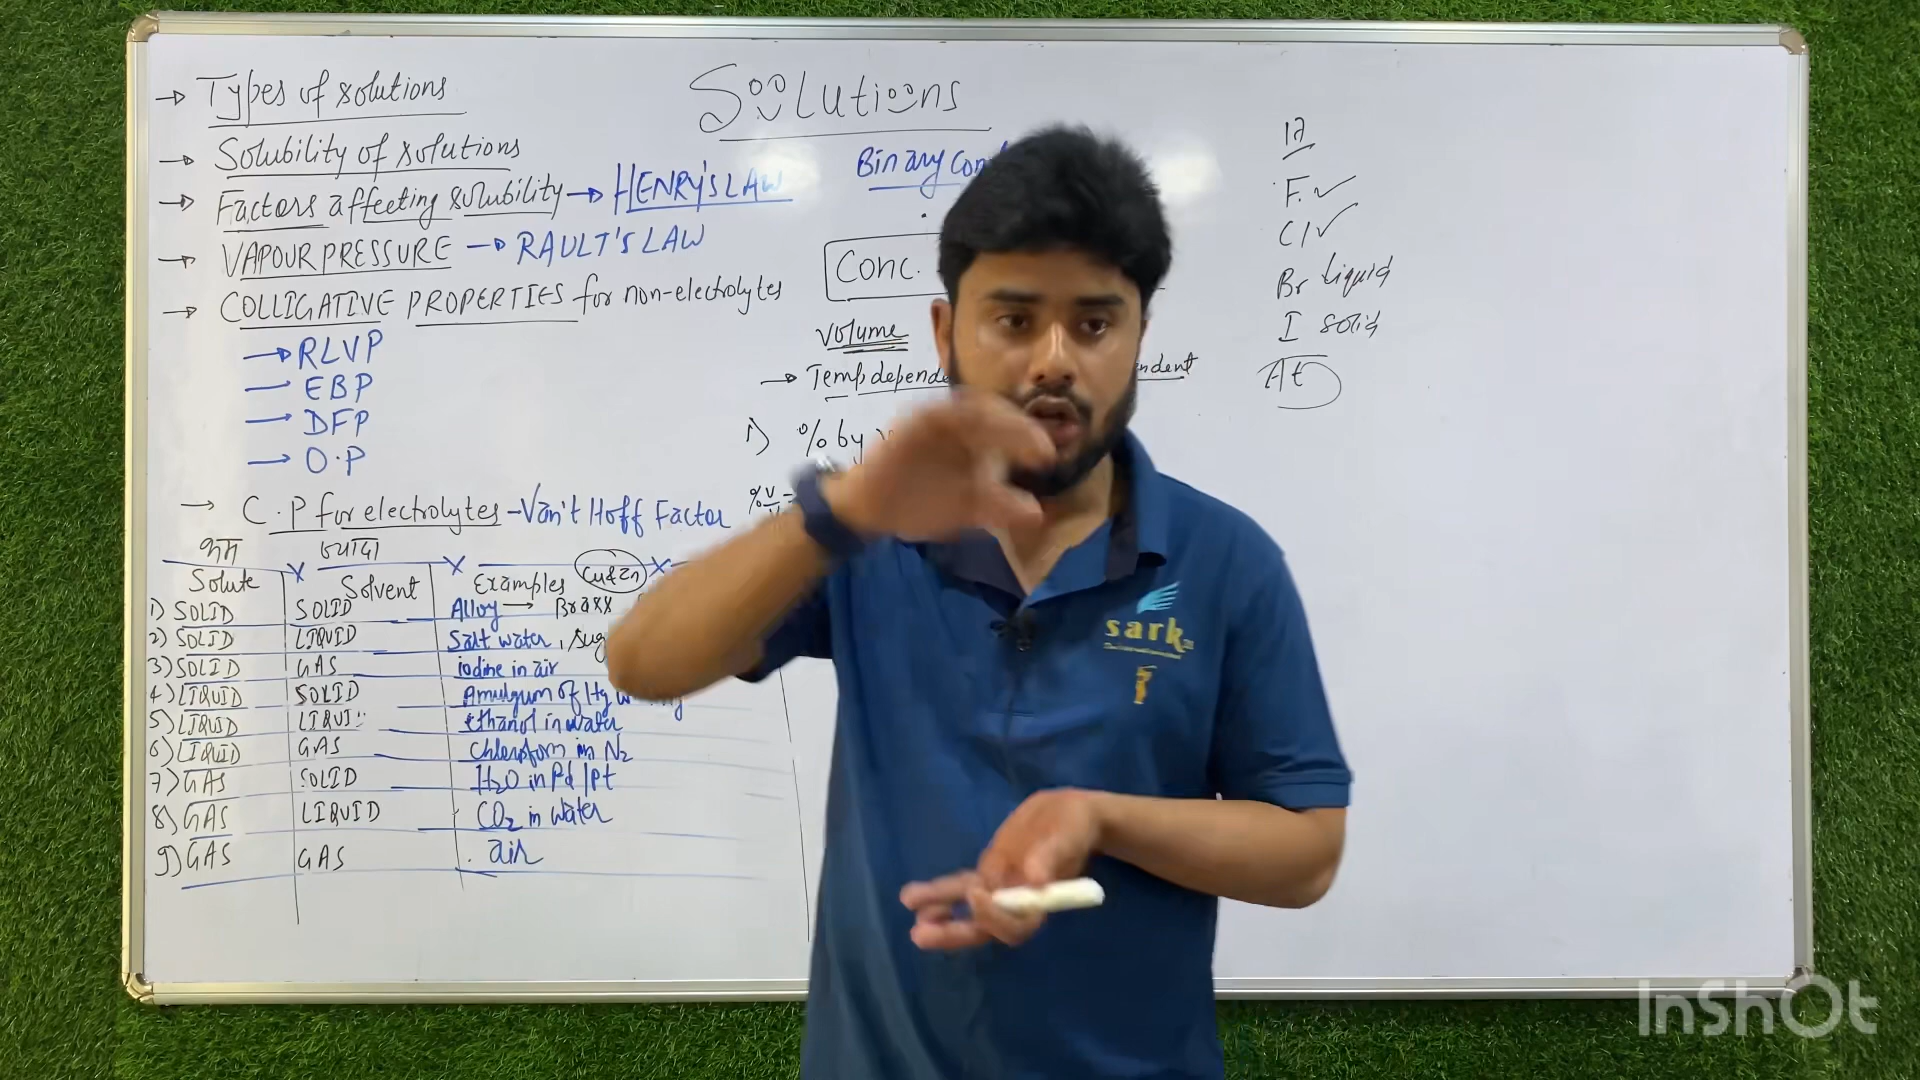 → Types of solutions
→ Solubility of solutions
→ Factors affecting solubility → HENRY'S LAW
→ VAPOUR PRESSURE → RAULT'S LAW
→ COLLIGATIVE PROPERTIES for non-electrolytes
→ RLVP
→ EBP
→ DFP
→ O.P
→ C.P for electrolytes - Van't Hoff Factor
Solutions
Binary
Conc.
Volume
→ Temp. 
1) % by
% V/V =
17
F ✓
Cl ✓
Br liquid
I solid
At
कम ज्यादा
Solute Solvent Examples Cu & Zn
1) SOLID SOLID Alloy → Brass
2) SOLID LIQUID Salt water,
3) SOLID GAS iodine in air
4) LIQUID SOLID Amulgum of Hg
5) LIQUID ethanol in water
6) LIQUID GAS Chloroform in N2
7) GAS SOLID H2O in Pd/Pt
8) GAS LIQUID CO2 in water
9) GAS GAS air
sark
InShOt